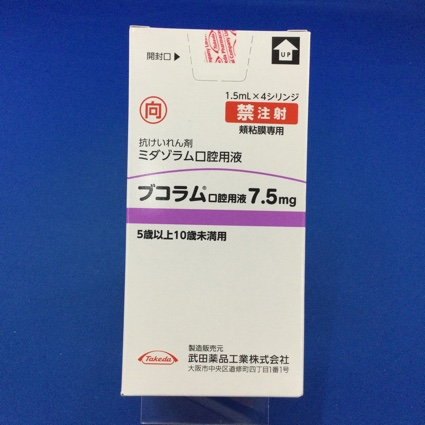 開封口▶
UP
1.5mL×4シリンジ
向
禁注射
頬粘膜専用
抗けいれん剤
ミダゾラム口腔用液
ブコラム®口腔用液7.5mg
5歳以上10歳未満用
製造販売元
Takeda
武田薬品工業株式会社
大阪市中央区道修町四丁目1番1号